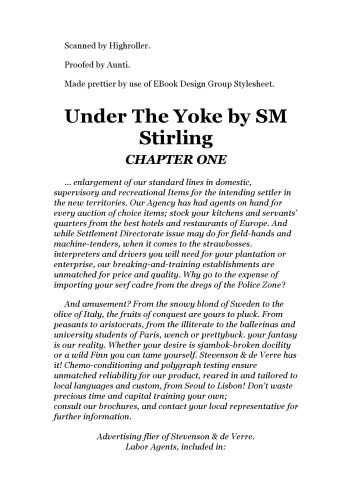 Scanned by Highroller.
Proofed by Aunti.
Made prettier by use of EBook Design Group Stylesheet.
Under The Yoke by SM
Stirling
CHAPTER ONE
... enlargement of our standard lines in domestic,
supervisory and recreational Items for the intending settler in
the new territories. Our Agency has had agents on hand for
every auction of choice items; stock your kitchens and servants'
quarters from the best hotels and restaurants of Europe. And
while Settlement Directorate issue may do for field-hands and
machine-tenders, when it comes to the strawbosses.
interpreters and drivers you will need for your plantation or
enterprise, our breaking-and-training establishments are
unmatched for price and quality. Why go to the expense of
importing your serf cadre from the dregs of the Police Zone?
And amusement? From the snowy blond of Sweden to the
olive of Italy, the fruits of conquest are yours to pluck. From
peasants to aristocrats, from the illiterate to the ballerinas and
university students of Paris, wench or prettybuck. your fantasy
is our reality. Whether your desire is sjambok-broken docility
or a wild Finn you can tame yourself. Stevenson & de Verre has
it! Chemo-conditioning and polygraph testing ensure
unmatched reliability for our product, reared in and tailored to
local languages and custom, from Seoul to Lisbon! Don't waste
precious time and capital training your own;
consult our brochures, and contact your local representative for
further information.
Advertising flier of Stevenson & de Verre.
Labor Agents, included in: